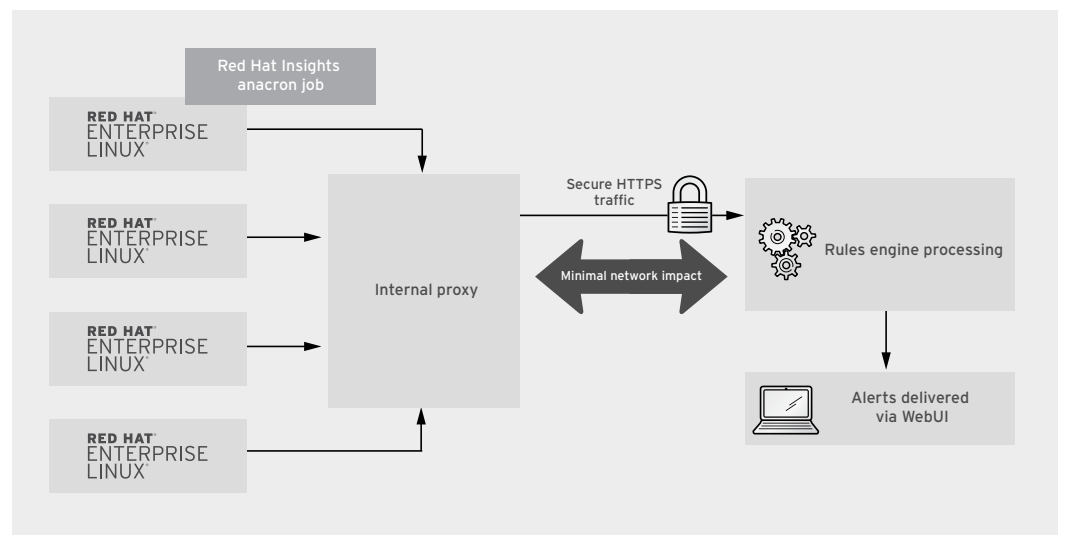 Red Hat Insights
anacron job
RED HAT®
ENTERPRISE
LINUX®
RED HAT®
ENTERPRISE
LINUX®
RED HAT®
ENTERPRISE
LINUX®
RED HAT®
ENTERPRISE
LINUX®
Internal proxy
Secure HTTPS
traffic
Minimal network impact
Rules engine processing
Alerts delivered
via WebUI